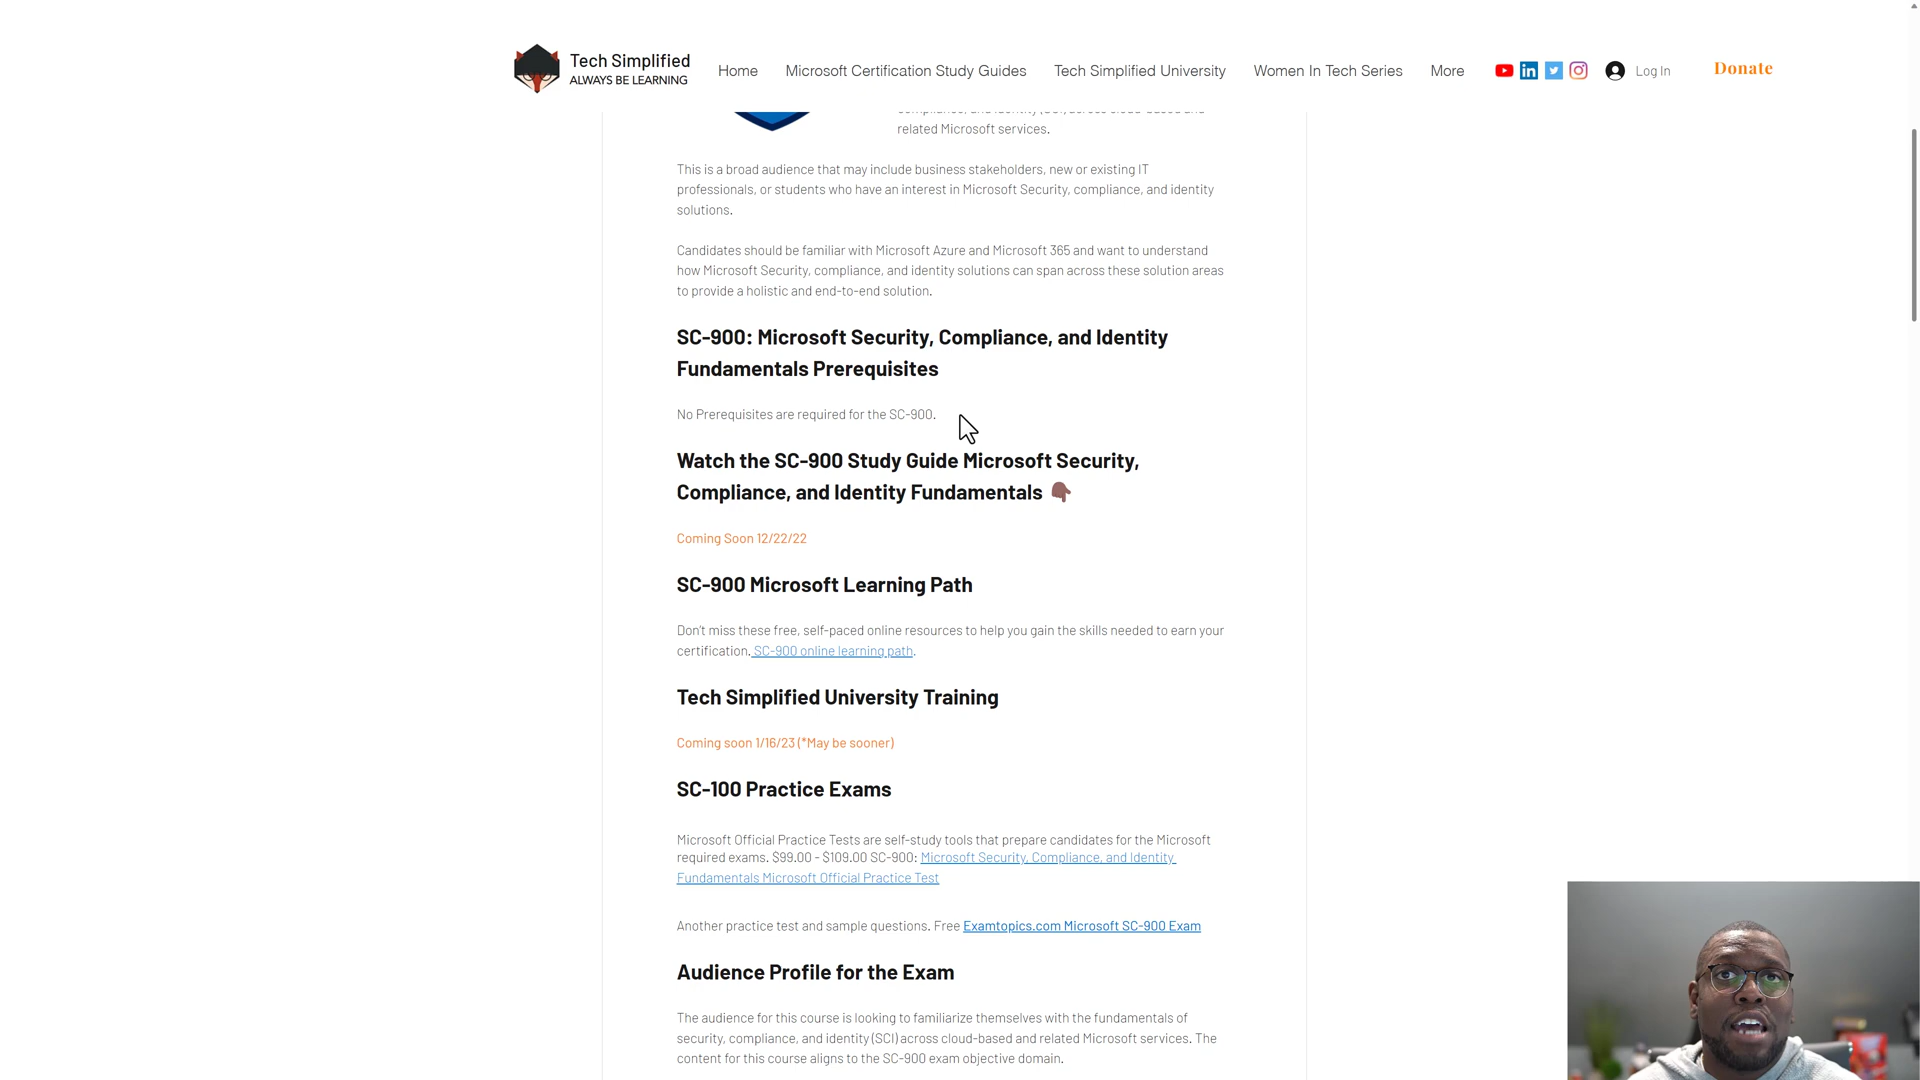 Tech Simplified
ALWAYS BE LEARNING
Home
Microsoft Certification Study Guides
Tech Simplified University
Women In Tech Series
More
Log In
Donate
related Microsoft services.
This is a broad audience that may include business stakeholders, new or existing IT
professionals, or students who have an interest in Microsoft Security, compliance, and identity
solutions.
Candidates should be familiar with Microsoft Azure and Microsoft 365 and want to understand
how Microsoft Security, compliance, and identity solutions can span across these solution areas
to provide a holistic and end-to-end solution.
SC-900: Microsoft Security, Compliance, and Identity
Fundamentals Prerequisites
No Prerequisites are required for the SC-900.
Watch the SC-900 Study Guide Microsoft Security,
Compliance, and Identity Fundamentals
Coming Soon 12/22/22
SC-900 Microsoft Learning Path
Don't miss these free, self-paced online resources to help you gain the skills needed to earn your
certification. SC-900 online learning path.
Tech Simplified University Training
Coming soon 1/16/23 (*May be sooner)
SC-100 Practice Exams
Microsoft Official Practice Tests are self-study tools that prepare candidates for the Microsoft
required exams. $99.00 - $109.00 SC-900: Microsoft Security, Compliance, and Identity
Fundamentals Microsoft Official Practice Test
Another practice test and sample questions. Free Examtopics.com Microsoft SC-900 Exam
Audience Profile for the Exam
The audience for this course is looking to familiarize themselves with the fundamentals of
security, compliance, and identity (SCI) across cloud-based and related Microsoft services. The
content for this course aligns to the SC-900 exam objective domain.